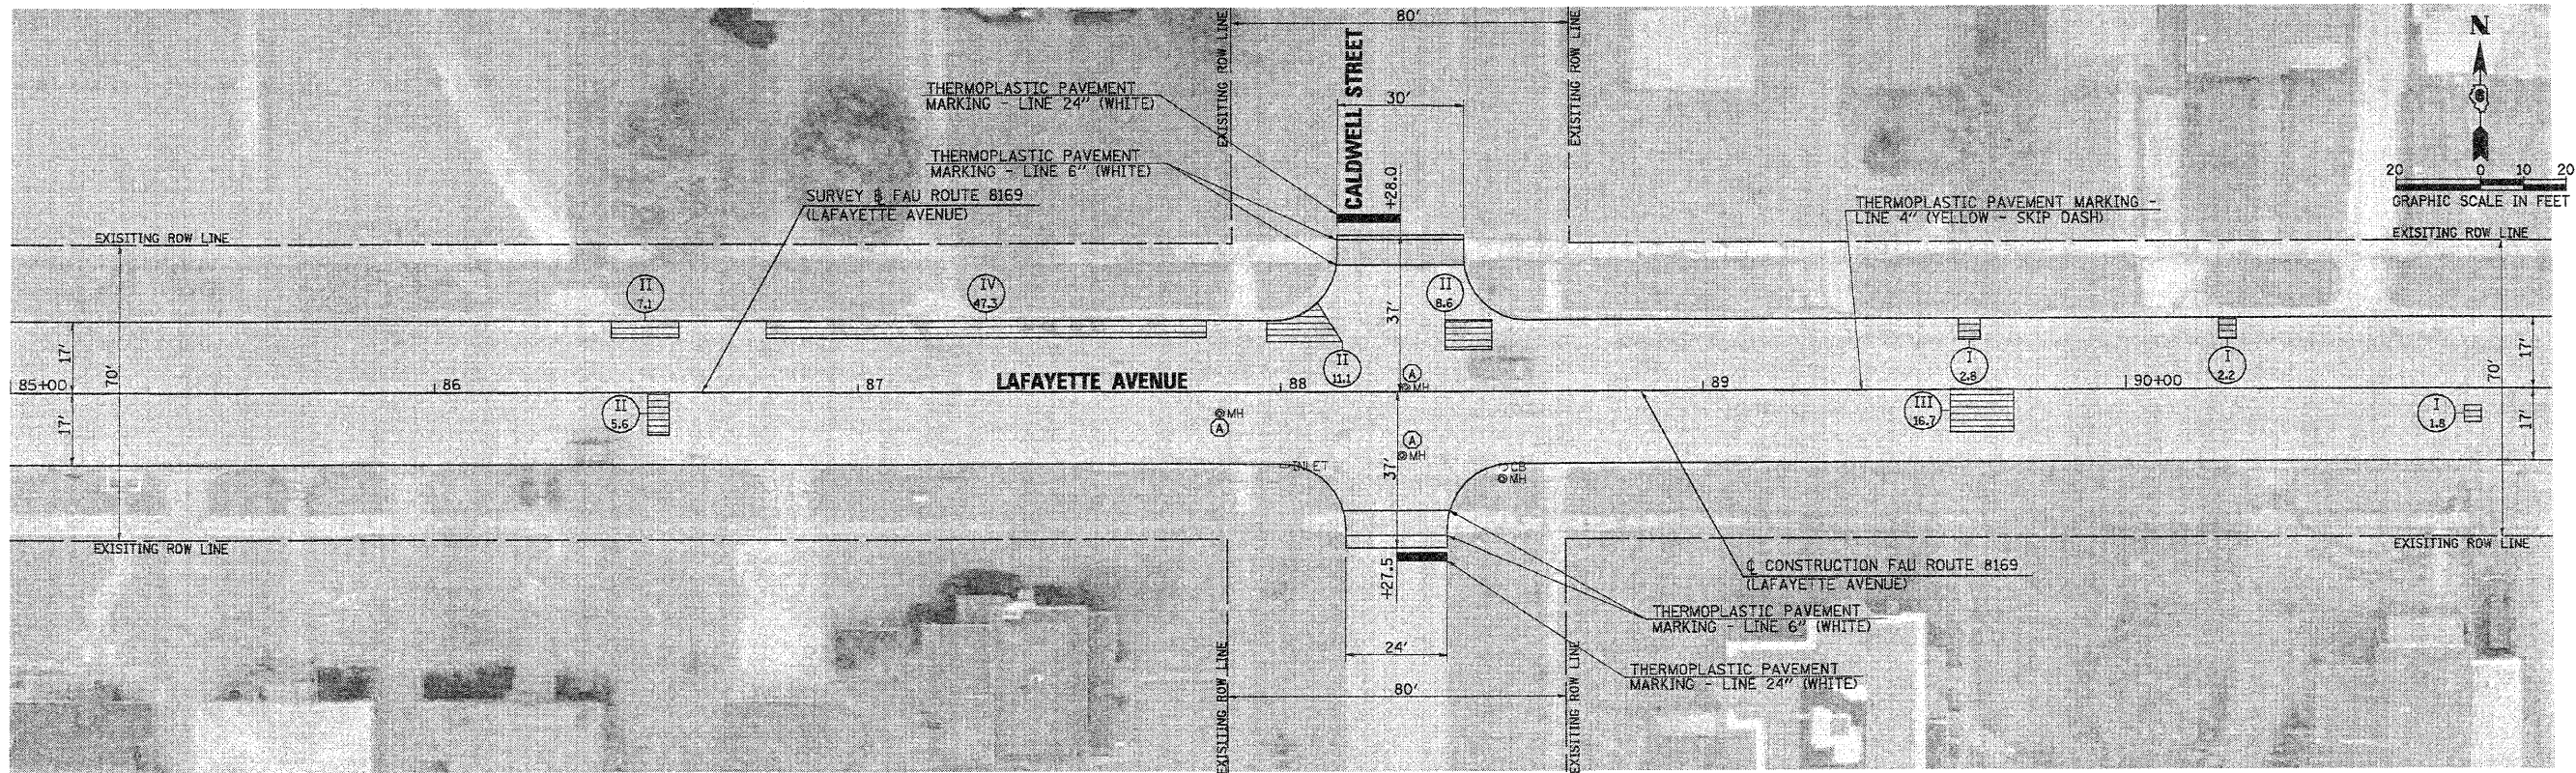 80'
EXISITING ROW LINE
EXISITING ROW LINE
CALDWELL STREET
N
6
THERMOPLASTIC PAVEMENT
MARKING - LINE 24" (WHITE)
30'
THERMOPLASTIC PAVEMENT
MARKING - LINE 6" (WHITE)
+28.0
20 0 10 20
GRAPHIC SCALE IN FEET
SURVEY ℄ FAU ROUTE 8169
(LAFAYETTE AVENUE)
THERMOPLASTIC PAVEMENT MARKING -
LINE 4" (YELLOW - SKIP DASH)
EXISITING ROW LINE
EXISITING ROW LINE
II
7.1
IV
47.3
II
8.6
37'
17'
70'
II
11.1
A
MH
I
2.8
I
2.2
70'
17'
85+00
86
87
LAFAYETTE AVENUE
88
89
90+00
17'
II
5.6
MH
A
A
MH
III
16.7
I
1.8
17'
37'
INLET
CB
MH
EXISITING ROW LINE
EXISITING ROW LINE
+27.5
℄ CONSTRUCTION FAU ROUTE 8169
(LAFAYETTE AVENUE)
THERMOPLASTIC PAVEMENT
MARKING - LINE 6" (WHITE)
24'
THERMOPLASTIC PAVEMENT
MARKING - LINE 24" (WHITE)
80'
EXISITING ROW LINE
EXISITING ROW LINE